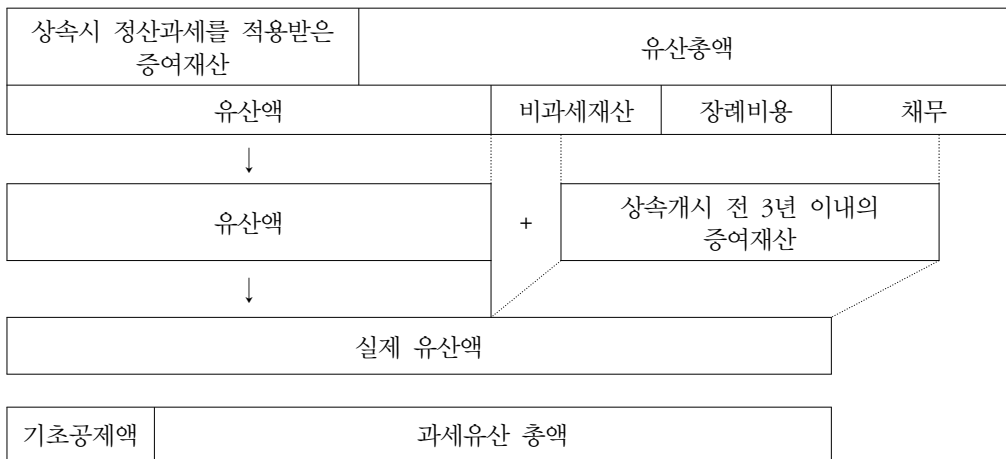 상속시 정산과세를 적용받은
증여재산
유산총액
유산액
비과세재산
장례비용
채무
↓
유산액
+
상속개시 전 3년 이내의
증여재산
↓
실제 유산액
기초공제액
과세유산 총액